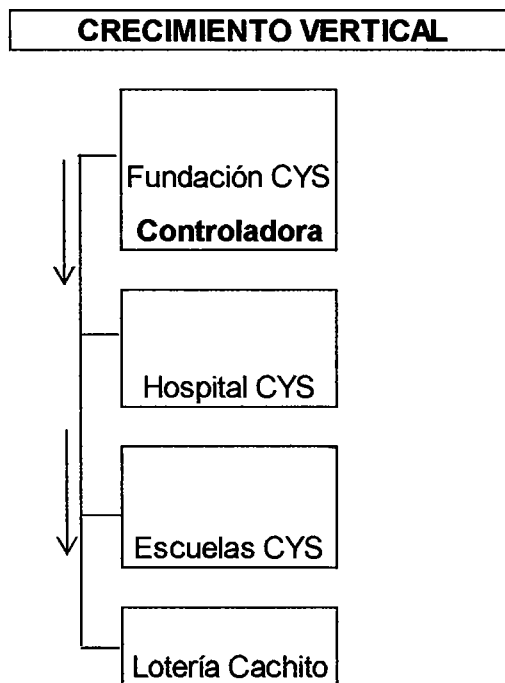 CRECIMIENTO VERTICAL
Fundación CYS
Controladora
Hospital CYS
Escuelas CYS
Lotería Cachito